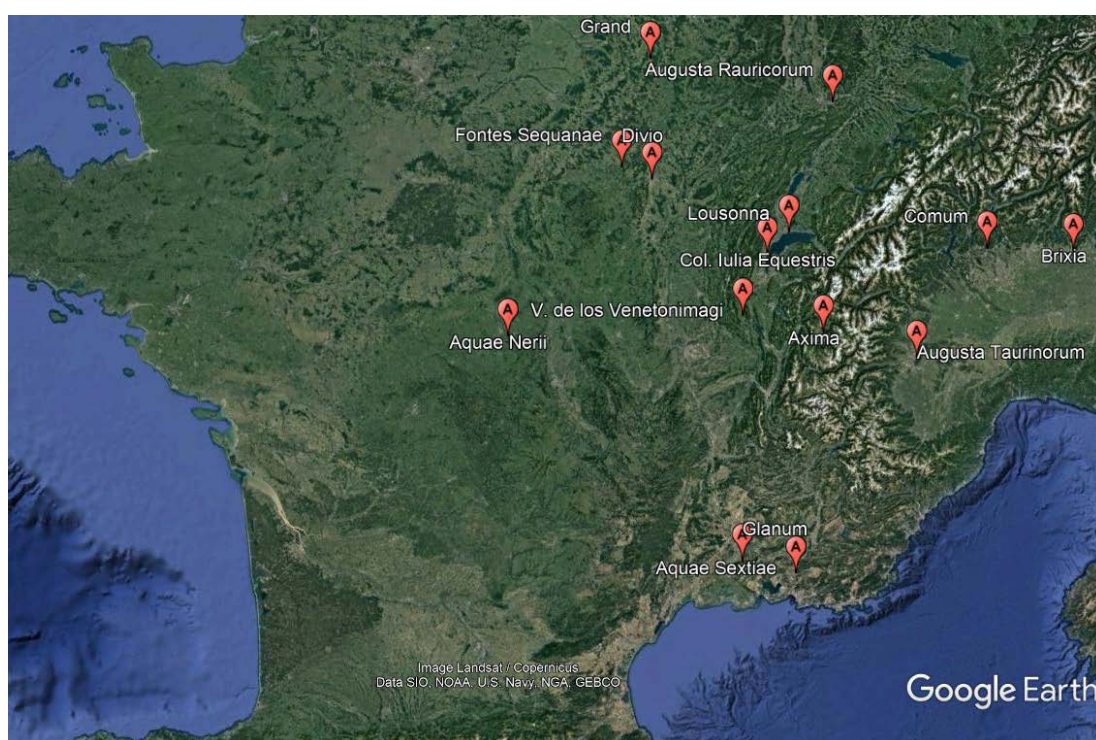 Grand
A
Augusta Rauricorum
A
Fontes Sequanae
A
Divio
A
Lousonna
A
Comum
A
Brixia
A
Col. Iulia Equestris
A
V. de los Venetonimagi
A
Aquae Nerii
A
Axima
A
Augusta Taurinorum
A
Glanum
A
Aquae Sextiae
A
Image Landsat / Copernicus
Data SIO, NOAA, U.S. Navy, NGA, GEBCO
Google Earth